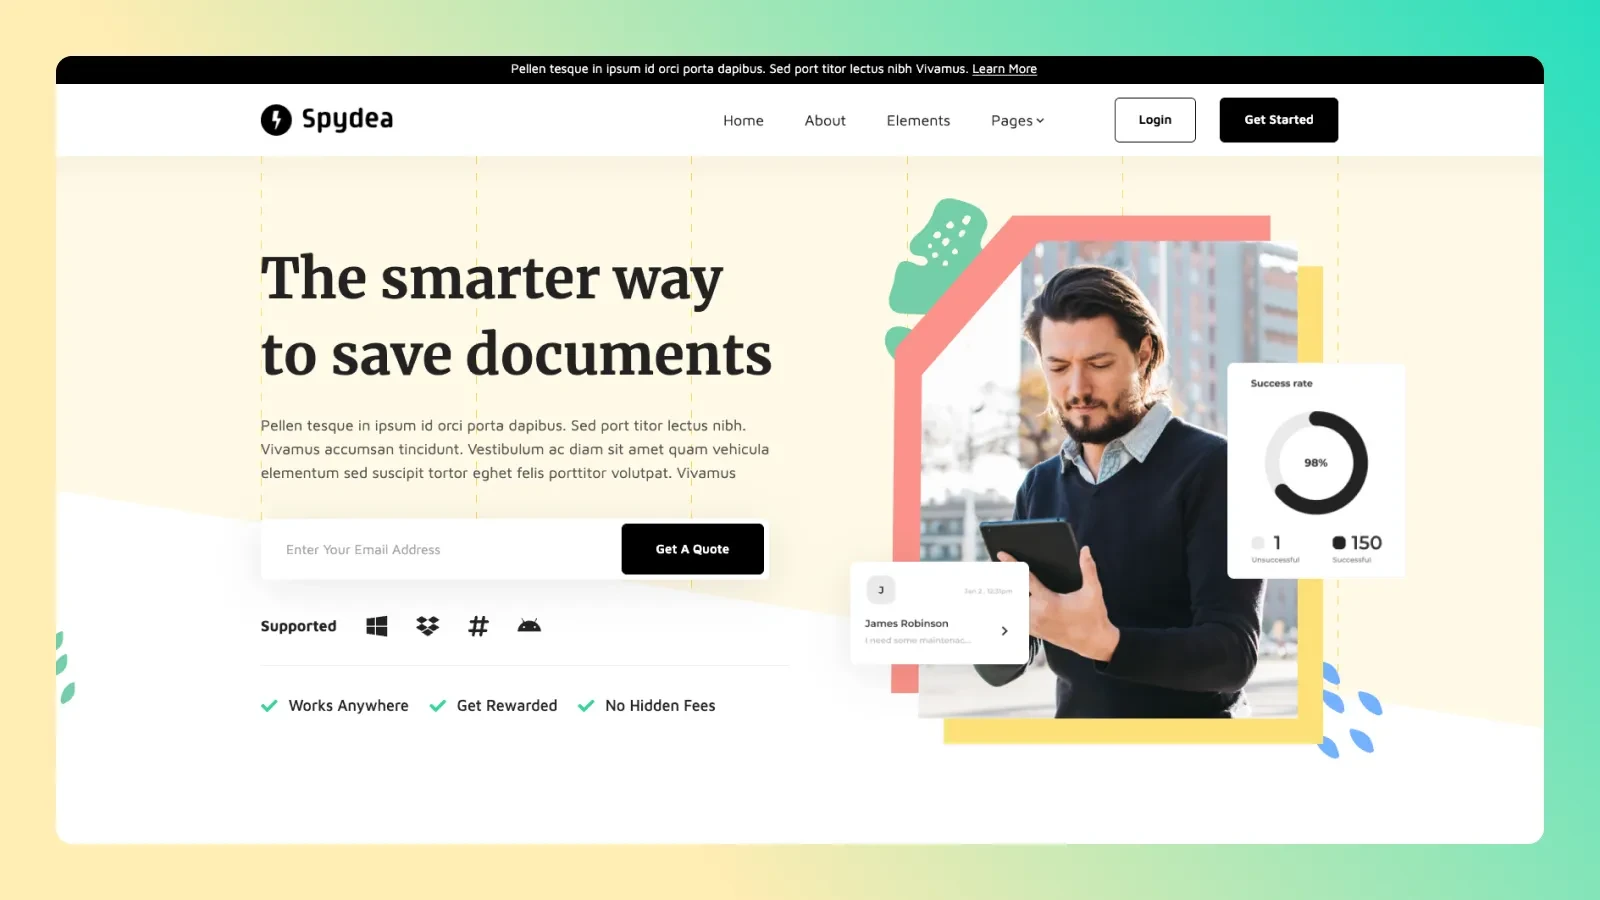 Pellen tesque in ipsum id orci porta dapibus. Sed port titor lectus nibh Vivamus. Learn More
Spydea
Home About Elements Pages
Login
Get Started
The smarter way
to save documents
Pellen tesque in ipsum id orci porta dapibus. Sed port titor lectus nibh.
Vivamus accumsan tincidunt. Vestibulum ac diam sit amet quam vehicula
elementum sed suscipit tortor eghet felis porttitor volutpat. Vivamus
Enter Your Email Address
Get A Quote
Supported
Works Anywhere Get Rewarded No Hidden Fees
Success rate
98%
1 150
Unsuccessful Successful
J
James Robinson
I need some maintenac...